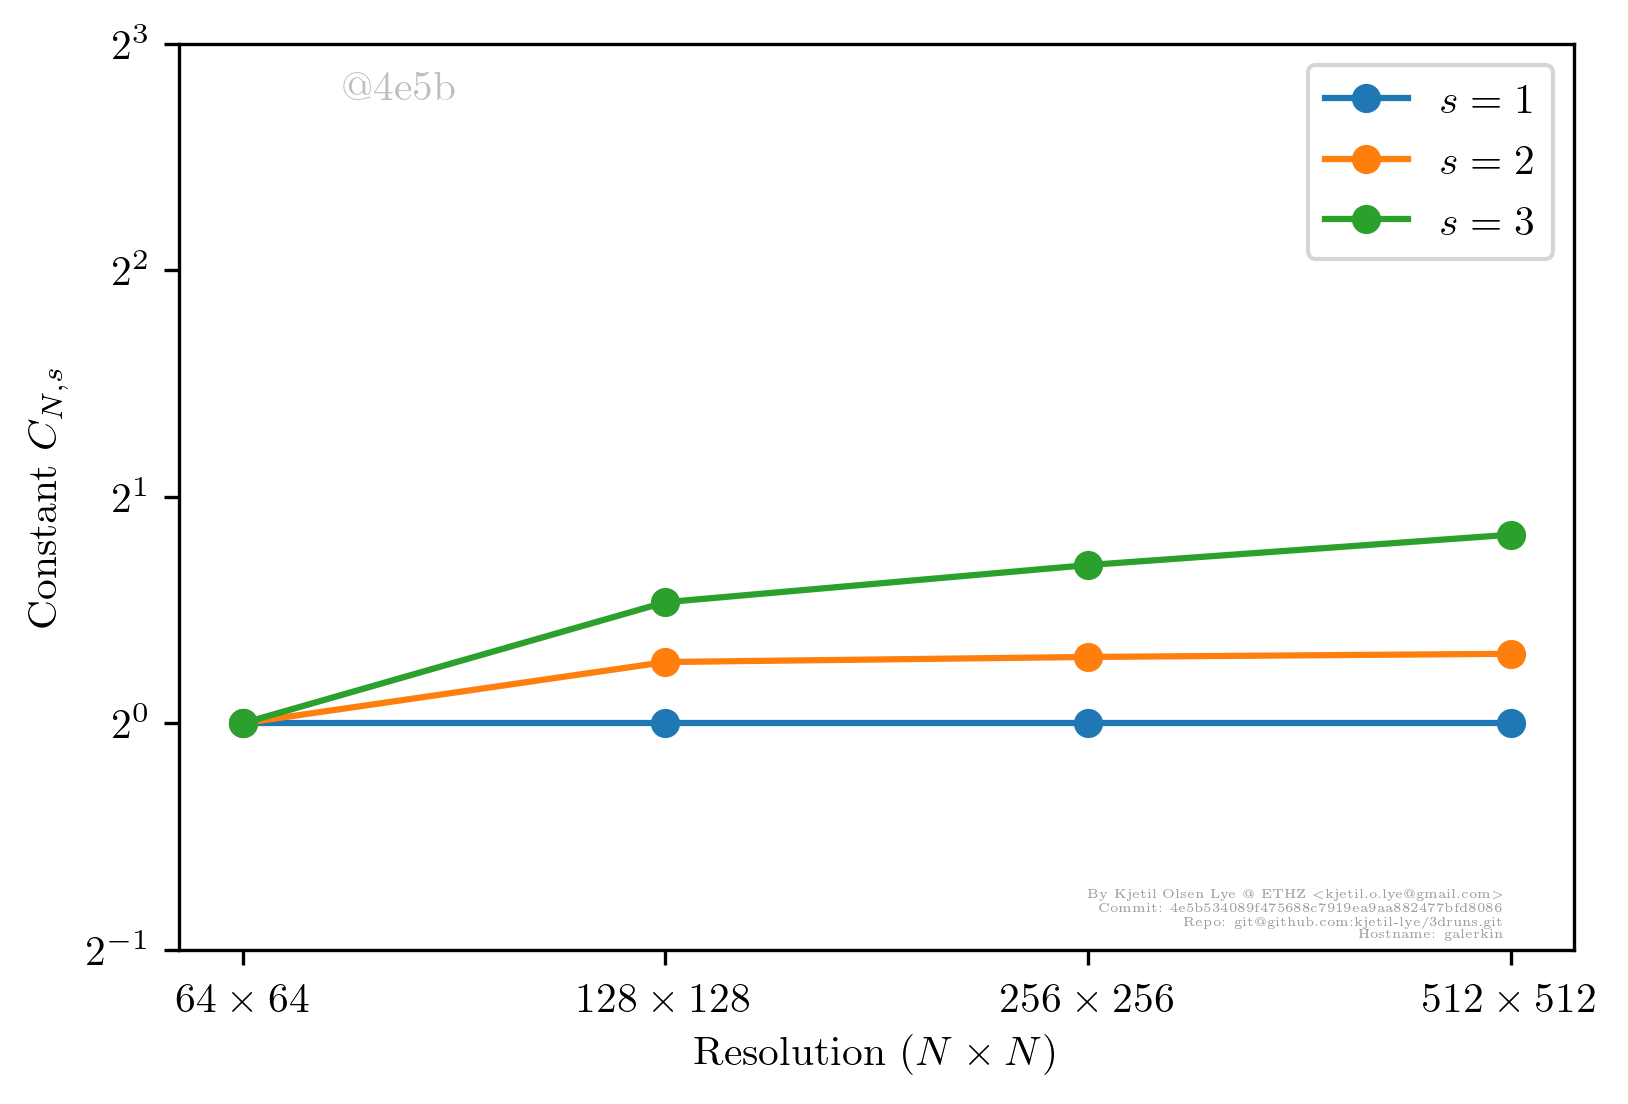 @4e5b
s = 1
s = 2
s = 3
2^3
2^2
2^1
2^0
2^{-1}
Constant C_{N,s}
By Kjetil Olsen Lye @ ETHZ <kjetil.o.lye@gmail.com>
Commit: 4e5b534089f475688c7919ea9aa882477bfd8086
Repo: git@github.com:kjetil-lye/3druns.git
Hostname: galerkin
64 × 64
128 × 128
256 × 256
512 × 512
Resolution (N × N)